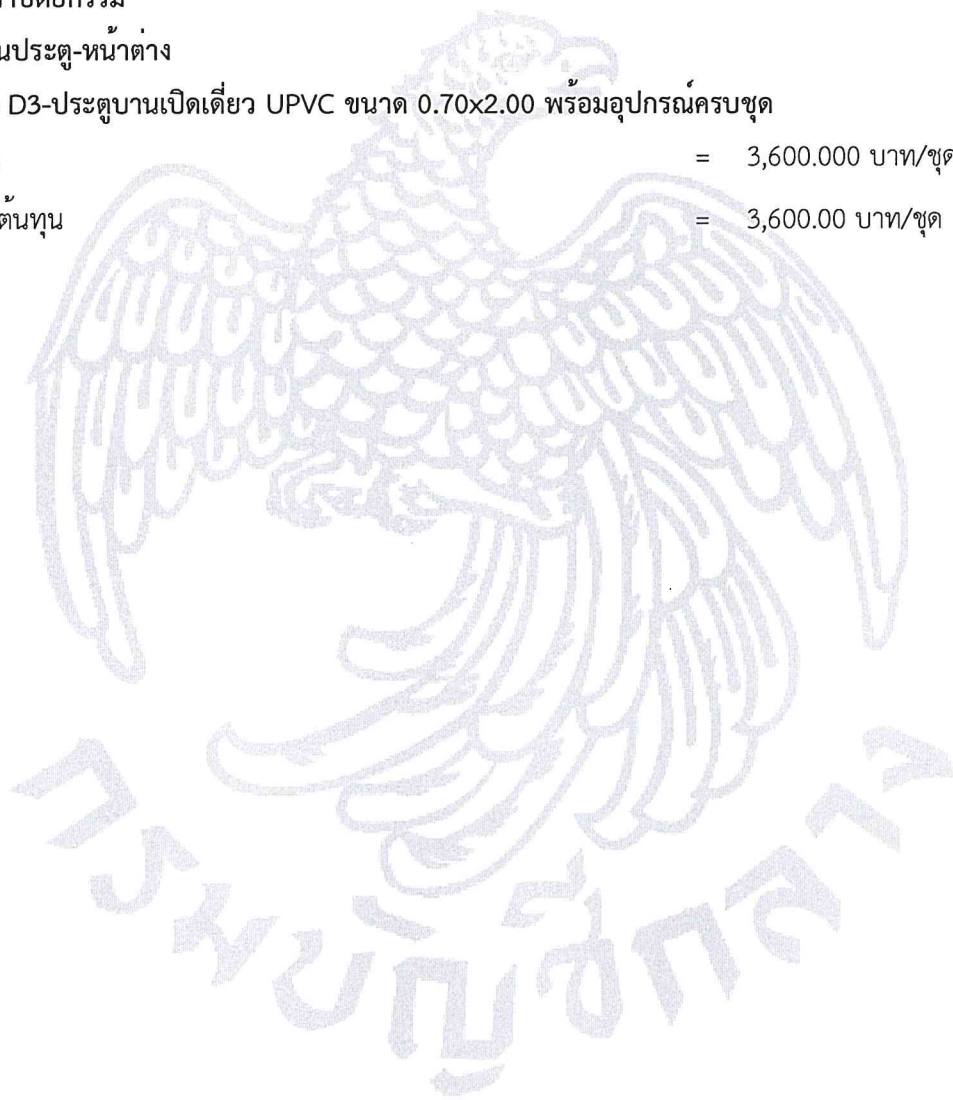 นประตู-หน้าต่าง
D3-ประตูบานเปิดเดี่ยว UPVC ขนาด 0.70x2.00 พร้อมอุปกรณ์ครบชุด
= 3,600.000 บาท/ชุด
ต้นทุน = 3,600.00 บาท/ชุด
กรมบัญชีกลาง